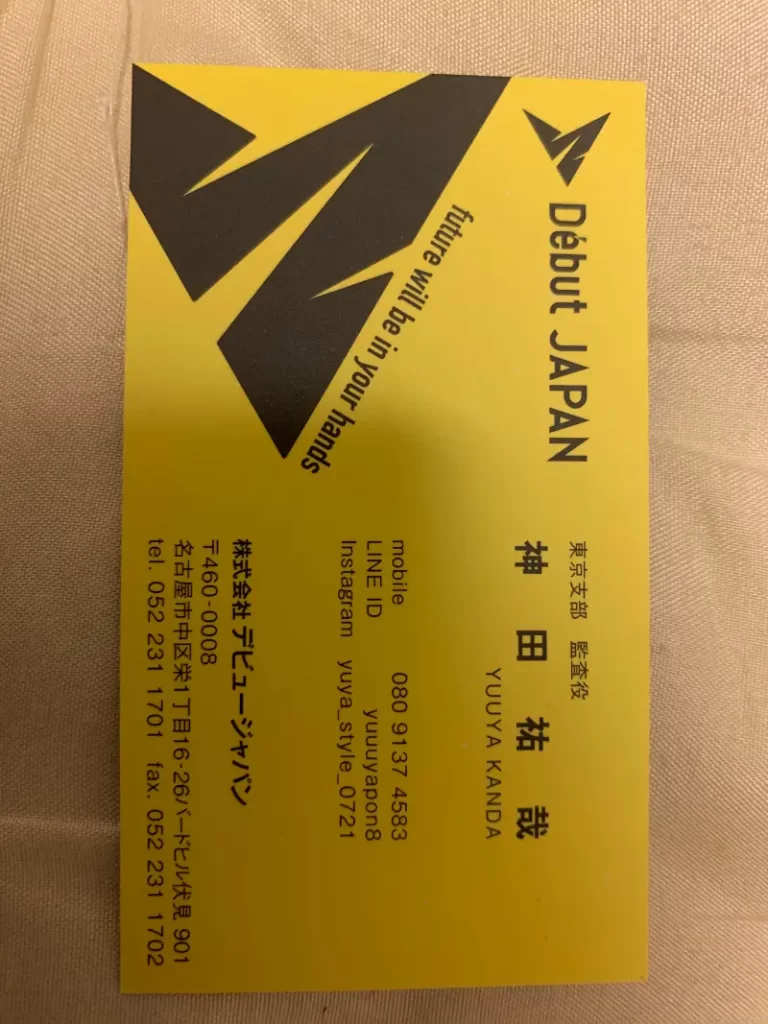 Début JAPAN
future will be in your hands
東京支部 監査役
神田 祐哉
YUUYA KANDA
mobile 080 9137 4583
LINE ID yuuuyapon8
Instagram yuya_style_0721
株式会社 デビュージャパン
〒460-0008
名古屋市中区栄1丁目16-26バードヒル伏見 901
tel. 052 231 1701 fax. 052 231 1702